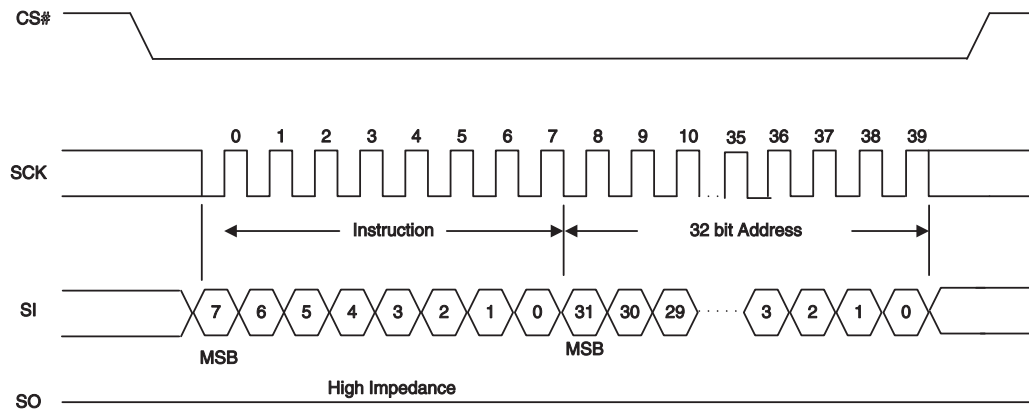 CS#
0 1 2 3 4 5 6 7 8 9 10 35 36 37 38 39
SCK
Instruction 32 bit Address
SI 7 6 5 4 3 2 1 0 31 30 29 3 2 1 0
MSB MSB
High Impedance
SO